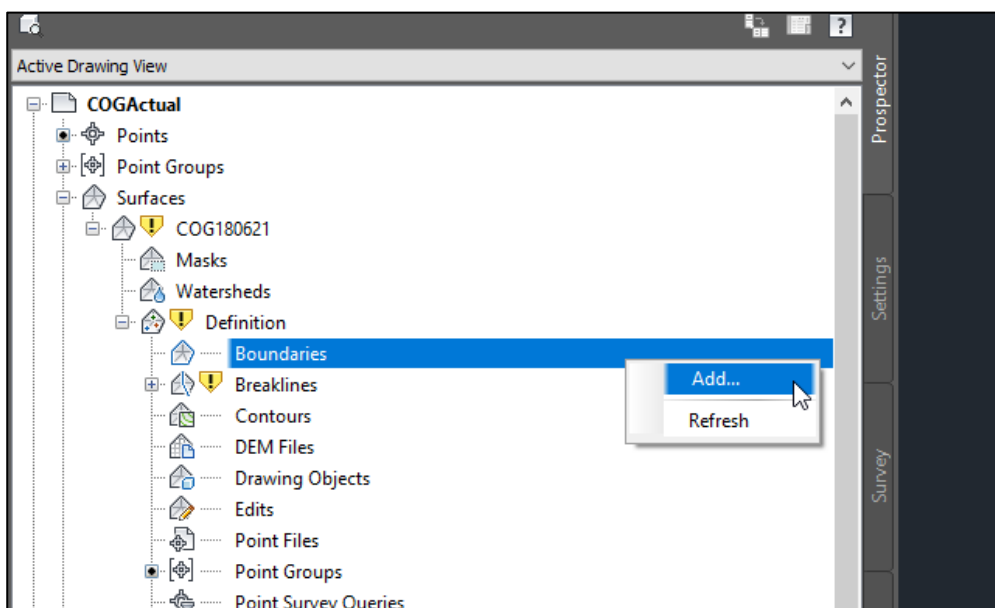 ?
Active Drawing View
COGActual
Points
Point Groups
Surfaces
COG180621
Masks
Watersheds
Definition
Boundaries
Breaklines
Contours
DEM Files
Drawing Objects
Edits
Point Files
Point Groups
Point Survey Queries
Add...
Refresh
Prospector
Settings
Survey